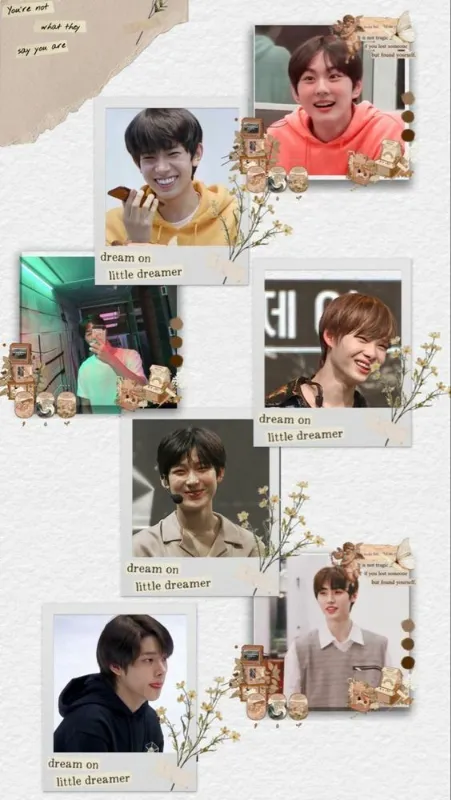 You're not
what they
say you are
is not tragic
if you lost someone
but found yourself.
dream on
little dreamer
제
dream on
little dreamer
dream on
little dreamer
is not tragic
if you lost someone
but found yourself.
dream on
little dreamer